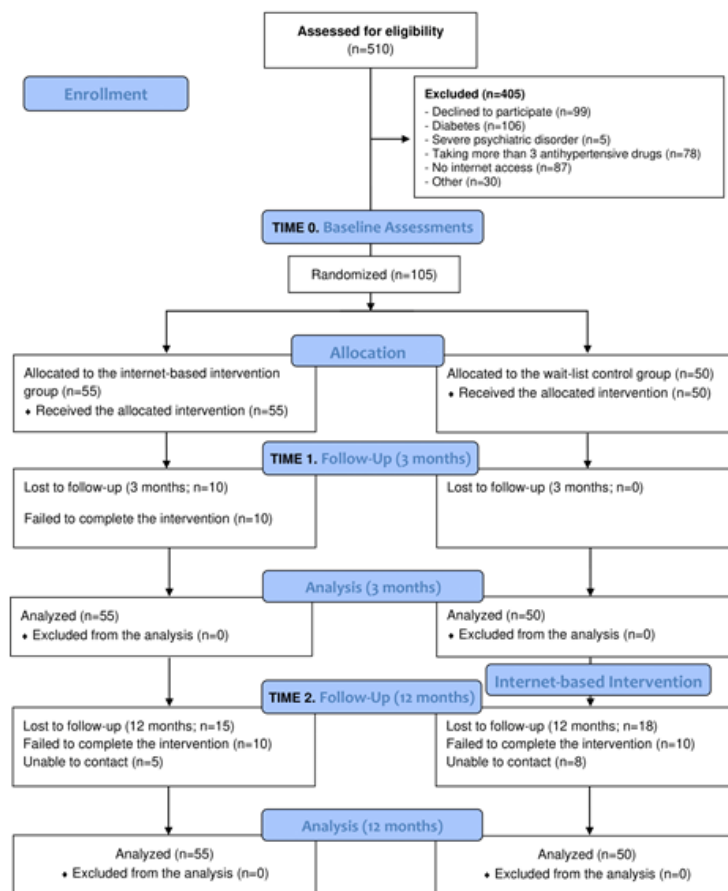 Assessed for eligibility
(n=510)
Enrollment
Excluded (n=405)
- Declined to participate (n=99)
- Diabetes (n=106)
- Severe psychiatric disorder (n=5)
- Taking more than 3 antihypertensive drugs (n=78)
- No internet access (n=87)
- Other (n=30)
TIME 0. Baseline Assessments
Randomized (n=105)
Allocation
Allocated to the internet-based intervention
group (n=55)
⬧ Received the allocated intervention (n=55)
Allocated to the wait-list control group (n=50)
⬧ Received the allocated intervention (n=50)
TIME 1. Follow-Up (3 months)
Lost to follow-up (3 months; n=10)
Failed to complete the intervention (n=10)
Lost to follow-up (3 months; n=0)
Analysis (3 months)
Analyzed (n=55)
⬧ Excluded from the analysis (n=0)
Analyzed (n=50)
⬧ Excluded from the analysis (n=0)
Internet-based Intervention
TIME 2. Follow-Up (12 months)
Lost to follow-up (12 months; n=15)
Failed to complete the intervention (n=10)
Unable to contact (n=5)
Lost to follow-up (12 months; n=18)
Failed to complete the intervention (n=10)
Unable to contact (n=8)
Analysis (12 months)
Analyzed (n=55)
⬧ Excluded from the analysis (n=0)
Analyzed (n=50)
⬧ Excluded from the analysis (n=0)